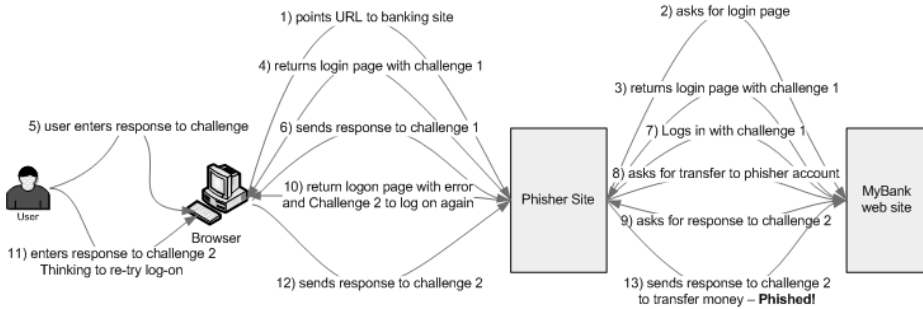 1) points URL to banking site
2) asks for login page
4) returns login page with challenge 1
3) returns login page with challenge 1
5) user enters response to challenge
6) sends response to challenge 1
7) Logs in with challenge 1
8) asks for transfer to phisher account
10) return logon page with error
and Challenge 2 to log on again
Phisher Site
MyBank
web site
User
9) asks for response to challenge 2
Browser
11) enters response to challenge 2
Thinking to re-try log-on
12) sends response to challenge 2
13) sends response to challenge 2
to transfer money – Phished!